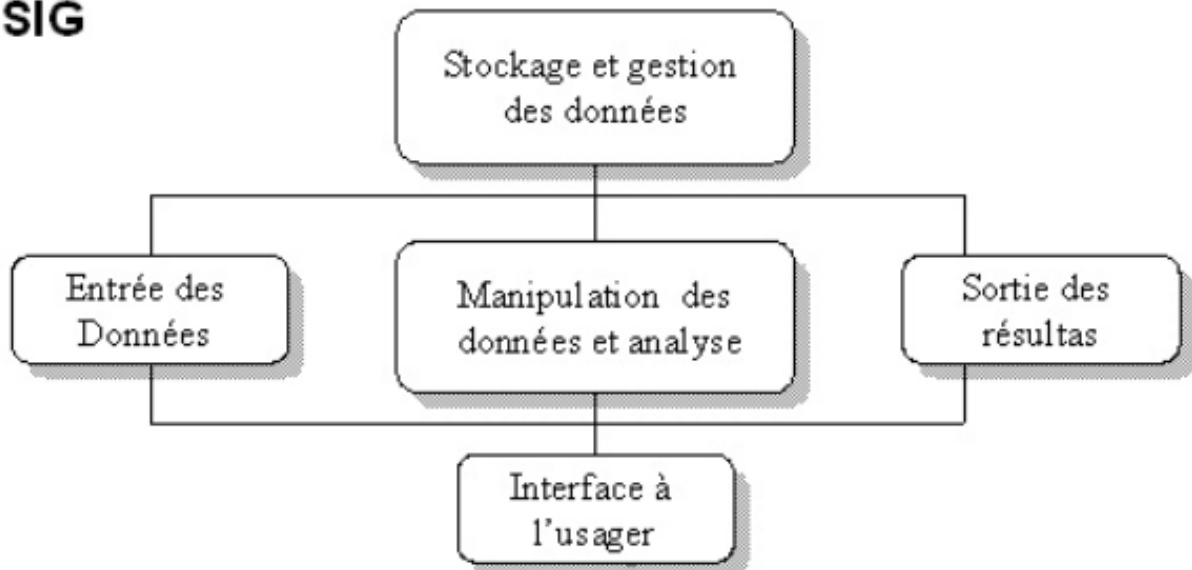 SIG
Stockage et gestion
des données
Entrée des
Données
Manipulation des
données et analyse
Sortie des
résultas
Interface à
l'usager